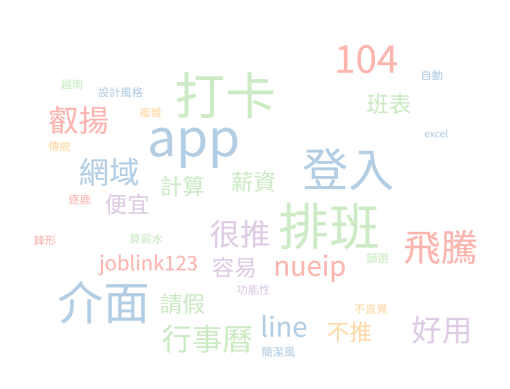 104
自動
越南
設計風格
打卡
班表
複雜
叡揚
app
excel
傳統
網域
登入
計算
薪資
逐鹿
便宜
排班
很推
鋒形
算薪水
飛騰
joblink123
容易
nueip
篩選
功能性
介面
請假
不直覺
line
不推
好用
行事曆
簡潔風